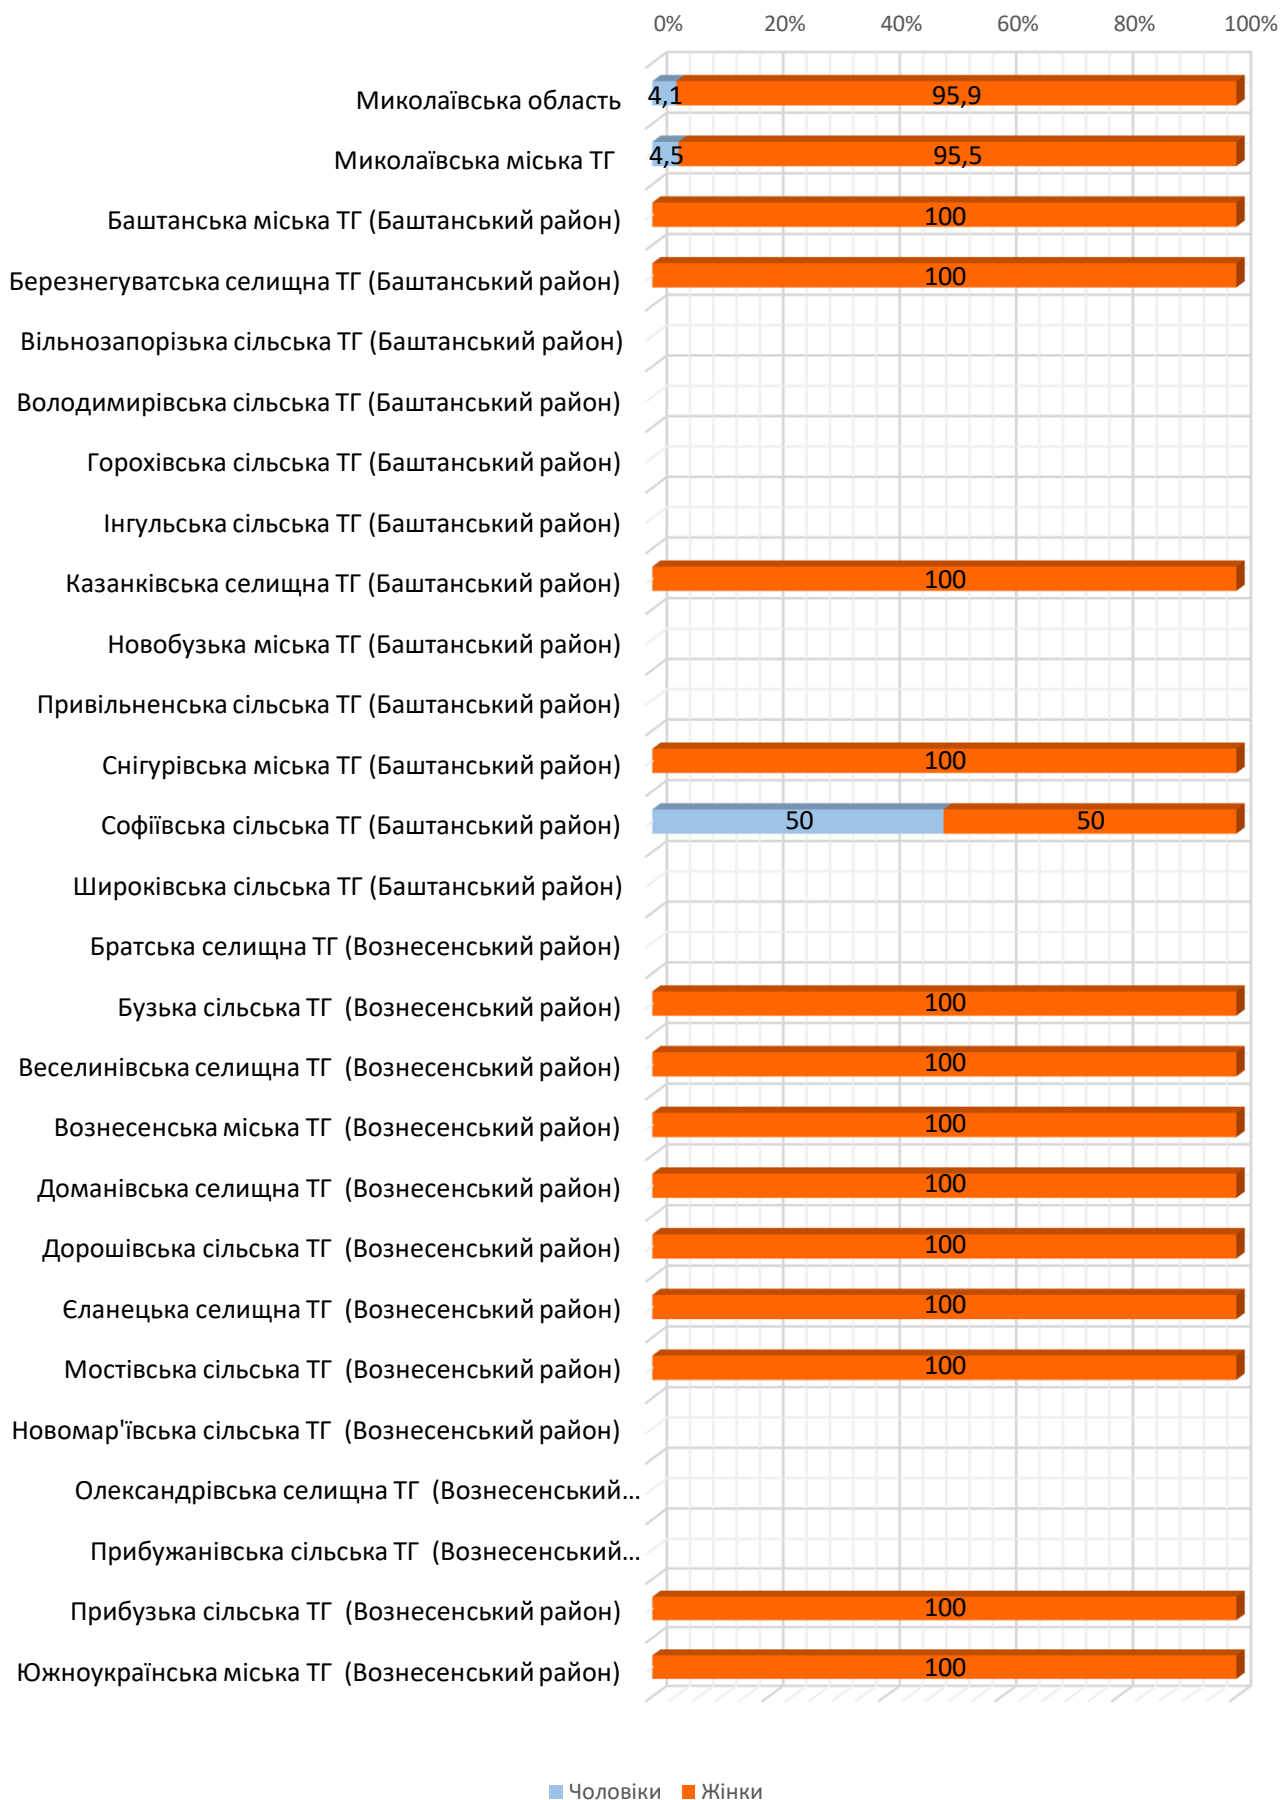 0% 20% 40% 60% 80% 100%
Миколаївська область 4,1 95,9
Миколаївська міська ТГ 4,5 95,5
Баштанська міська ТГ (Баштанський район) 100
Березнегуватська селищна ТГ (Баштанський район) 100
Вільнозапорізька сільська ТГ (Баштанський район)
Володимирівська сільська ТГ (Баштанський район)
Горохівська сільська ТГ (Баштанський район)
Інгульська сільська ТГ (Баштанський район)
Казанківська селищна ТГ (Баштанський район) 100
Новобузька міська ТГ (Баштанський район)
Привільненська сільська ТГ (Баштанський район)
Снігурівська міська ТГ (Баштанський район) 100
Софіївська сільська ТГ (Баштанський район) 50 50
Широківська сільська ТГ (Баштанський район)
Братська селищна ТГ (Вознесенський район)
Бузька сільська ТГ (Вознесенський район) 100
Веселинівська селищна ТГ (Вознесенський район) 100
Вознесенська міська ТГ (Вознесенський район) 100
Доманівська селищна ТГ (Вознесенський район) 100
Дорошівська сільська ТГ (Вознесенський район) 100
Єланецька селищна ТГ (Вознесенський район) 100
Мостівська сільська ТГ (Вознесенський район) 100
Новомар'ївська сільська ТГ (Вознесенський район)
Олександрівська селищна ТГ (Вознесенський...
Прибужанівська сільська ТГ (Вознесенський...
Прибузька сільська ТГ (Вознесенський район) 100
Южноукраїнська міська ТГ (Вознесенський район) 100
Чоловіки Жінки